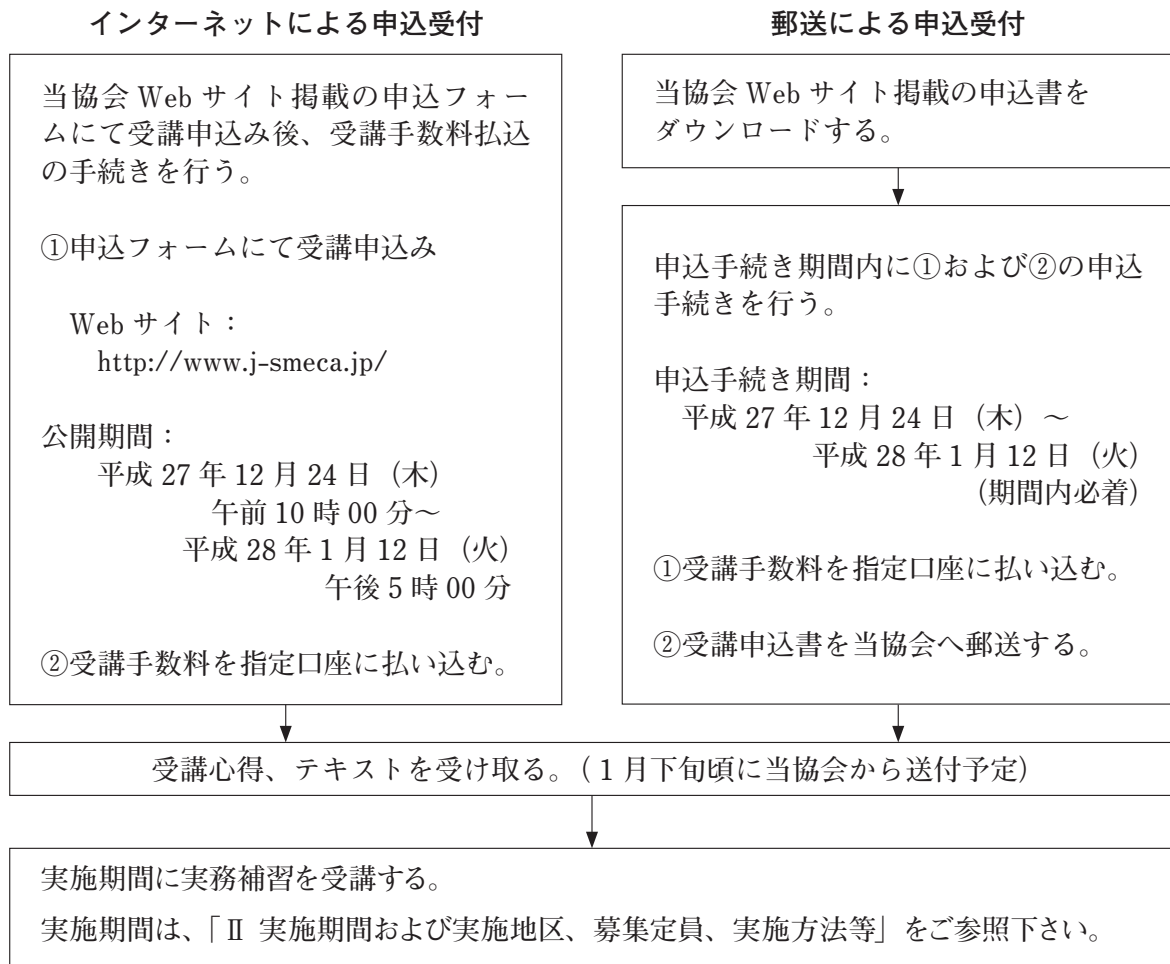 インターネットによる申込受付
当協会 Web サイト掲載の申込フォー
ムにて受講申込み後、受講手数料払込
の手続きを行う。
①申込フォームにて受講申込み
Web サイト：
http://www.j-smeca.jp/
公開期間：
平成 27 年 12 月 24 日（木）
午前 10 時 00 分～
平成 28 年 1 月 12 日（火）
午後 5 時 00 分
②受講手数料を指定口座に払い込む。
郵送による申込受付
当協会 Web サイト掲載の申込書を
ダウンロードする。
申込手続き期間内に①および②の申込
手続きを行う。
申込手続き期間：
平成 27 年 12 月 24 日（木）～
平成 28 年 1 月 12 日（火）
（期間内必着）
①受講手数料を指定口座に払い込む。
②受講申込書を当協会へ郵送する。
受講心得、テキストを受け取る。（１月下旬頃に当協会から送付予定）
実施期間に実務補習を受講する。
実施期間は、「Ⅱ 実施期間および実施地区、募集定員、実施方法等」をご参照下さい。